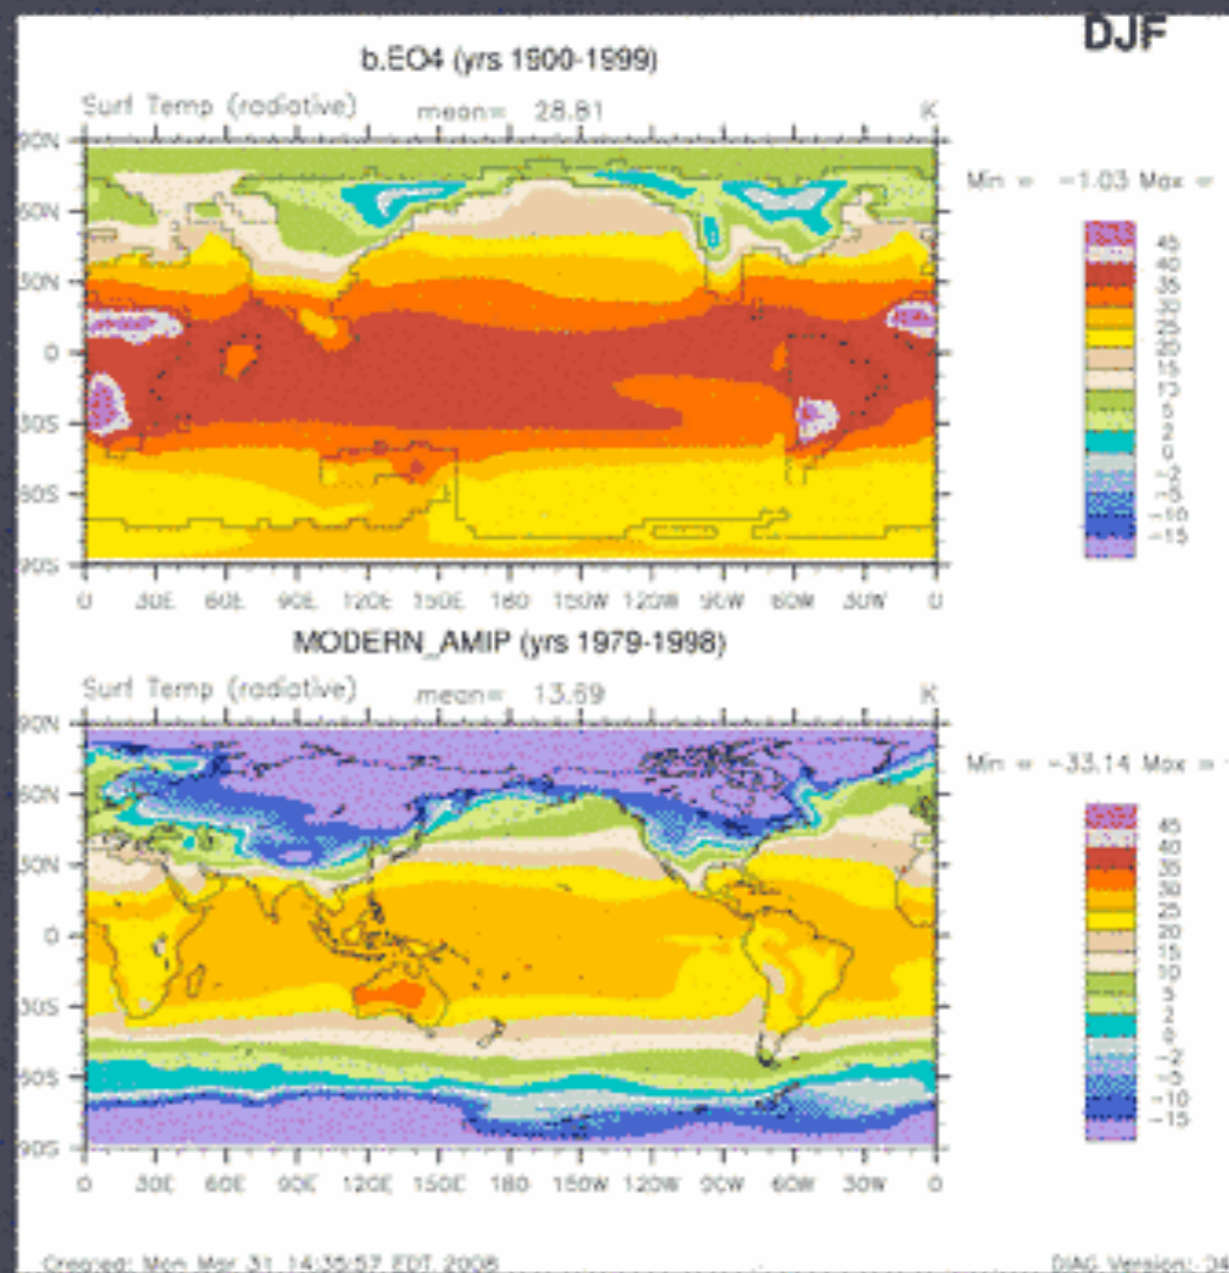 DJF
b.EO4 (yrs 1900-1999)
Surf Temp (radiative) mean= 28.81 K
90N
60N
30N
0
30S
60S
90S
0 30E 60E 90E 120E 150E 180 150W 120W 90W 60W 30W 0
Min = -1.03 Max =
45
40
35
30
25
20
15
10
5
2
0
-2
-5
-10
-15
MODERN_AMIP (yrs 1979-1998)
Surf Temp (radiative) mean= 13.69 K
90N
60N
30N
0
30S
60S
90S
0 30E 60E 90E 120E 150E 180 150W 120W 90W 60W 30W 0
Min = -33.14 Max =
45
40
35
30
25
20
15
10
5
2
0
-2
-5
-10
-15
Created: Mon Mar 31 14:35:57 EDT 2008
DIAG Version: